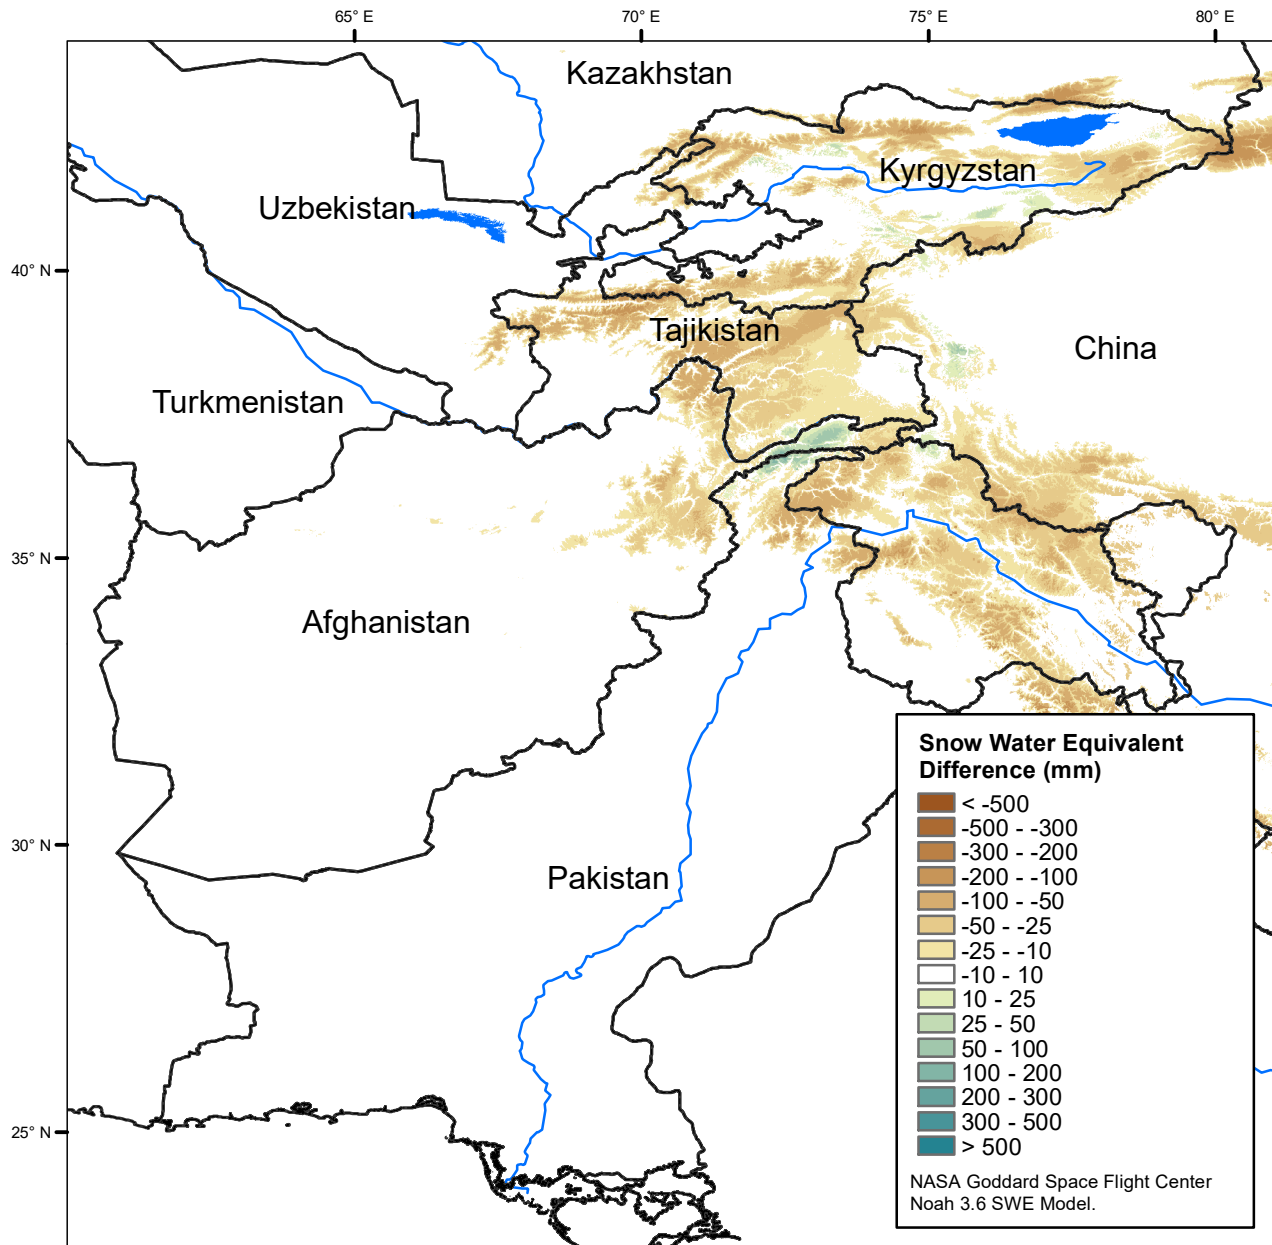 65° E
70° E
75° E
80° E
Kazakhstan
Kyrgyzstan
Uzbekistan
40° N
Tajikistan
China
Turkmenistan
35° N
Afghanistan
Snow Water Equivalent
Difference (mm)
< -500
-500 - -300
-300 - -200
-200 - -100
-100 - -50
-50 - -25
-25 - -10
-10 - 10
10 - 25
25 - 50
50 - 100
100 - 200
200 - 300
300 - 500
> 500
30° N
Pakistan
25° N
NASA Goddard Space Flight Center
Noah 3.6 SWE Model.